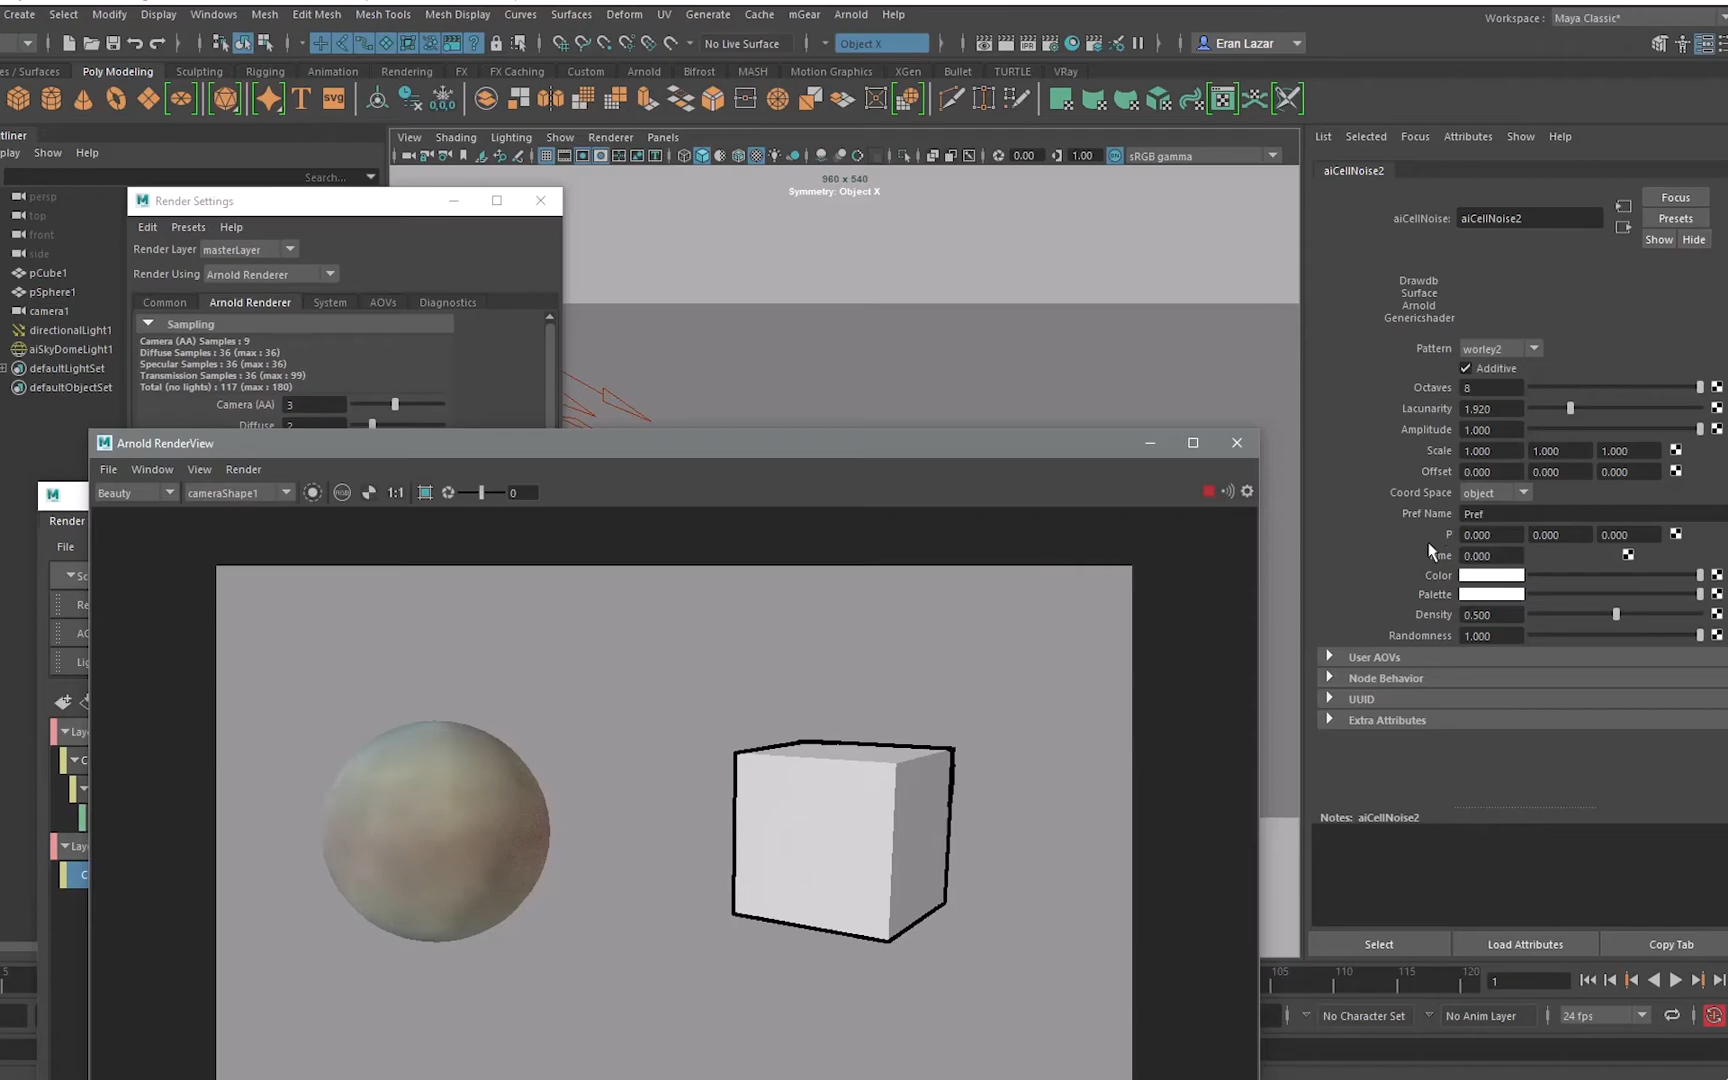 Create Select Modify Display Windows Mesh Edit Mesh Mesh Tools Mesh Display Curves Surfaces Deform UV Generate Cache mGear Arnold Help
Workspace : Maya Classic*
No Live Surface Object X Eran Lazar
es / Surfaces Poly Modeling Sculpting Rigging Animation Rendering FX FX Caching Custom Arnold Bifrost MASH Motion Graphics XGen Bullet TURTLE VRay
svg 0,0,0
tliner
play Show Help
Search...
persp
top
front
side
pCube1
pSphere1
camera1
directionalLight1
aiSkyDomeLight1
defaultLightSet
defaultObjectSet
View Shading Lighting Show Renderer Panels
0.00 1.00 sRGB gamma
960 x 540
Symmetry: Object X
Render Settings
Edit Presets Help
Render Layer masterLayer
Render Using Arnold Renderer
Common Arnold Renderer System AOVs Diagnostics
Sampling
Camera (AA) Samples : 9
Diffuse Samples : 36 (max : 36)
Specular Samples : 36 (max : 36)
Transmission Samples : 36 (max : 99)
Total (no lights) : 117 (max : 180)
Camera (AA) 3
Diffuse 2
Render
File
Sc
Re
AC
Lig
Lay
C
Lay
C
Arnold RenderView
File Window View Render
Beauty cameraShape1 RGB 1:1 0
List Selected Focus Attributes Show Help
aiCellNoise2
aiCellNoise: aiCellNoise2
Focus
Presets
Show Hide
Drawdb
Surface
Arnold
Genericshader
Pattern worley2
Additive
Octaves 8
Lacunarity 1.920
Amplitude 1.000
Scale 1.000 1.000 1.000
Offset 0.000 0.000 0.000
Coord Space object
Pref Name Pref
P 0.000 0.000 0.000
me 0.000
Color
Palette
Density 0.500
Randomness 1.000
User AOVs
Node Behavior
UUID
Extra Attributes
Notes: aiCellNoise2
Select Load Attributes Copy Tab
5 105 110 115 120 1
No Character Set No Anim Layer 24 fps